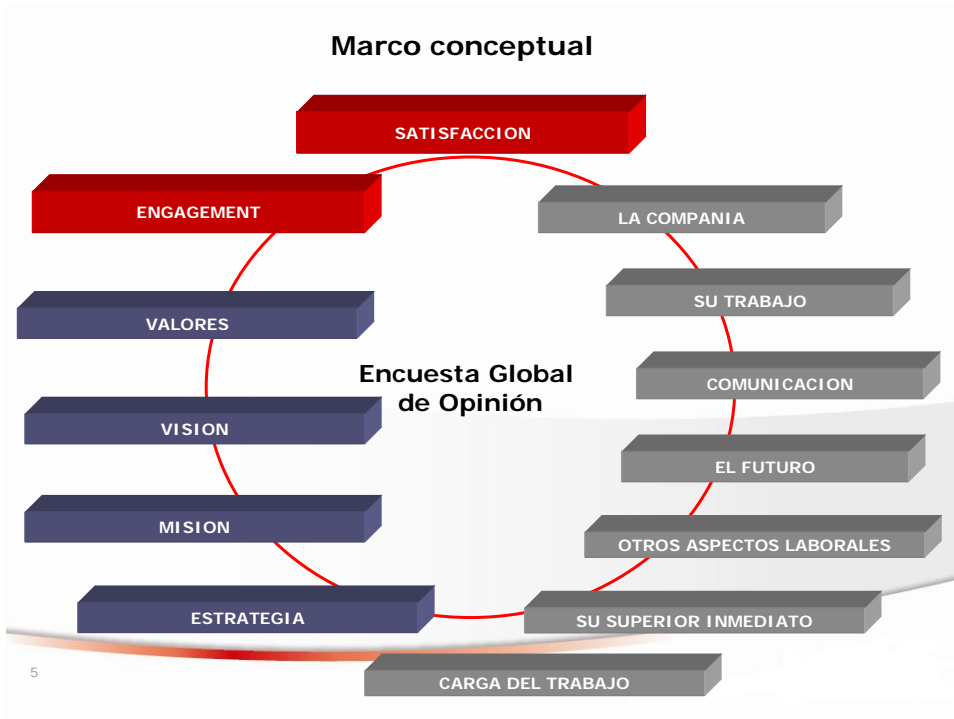 Marco conceptual
SATISFACCION
ENGAGEMENT
LA COMPANIA
SU TRABAJO
VALORES
Encuesta Global
de Opinión
COMUNICACION
VISION
EL FUTURO
MISION
OTROS ASPECTOS LABORALES
ESTRATEGIA
SU SUPERIOR INMEDIATO
5
CARGA DEL TRABAJO